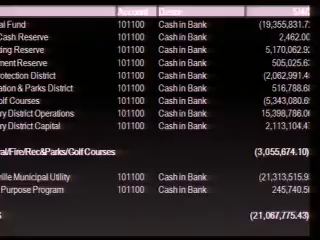 Account Descr 5/40
al Fund 101100 Cash in Bank (19,355,831.7
Cash Reserve 101100 Cash in Bank 2,462.00
ting Reserve 101100 Cash in Bank 5,170,062.9
ment Reserve 101100 Cash in Bank 505,025.6
rotection District 101100 Cash in Bank (2,062,991.4
ation & Parks District 101100 Cash in Bank 516,788.6
olf Courses 101100 Cash in Bank (5,343,080.6
ry District Operations 101100 Cash in Bank 15,398,786.0
ry District Capital 101100 Cash in Bank 2,113,104.4
ral/Fire/Rec&Parks/Golf Courses (3,055,674.10)
ville Municipal Utility 101100 Cash in Bank (21,313,515.9
Purpose Program 101100 Cash in Bank 245,740.5
S (21,067,775.43)